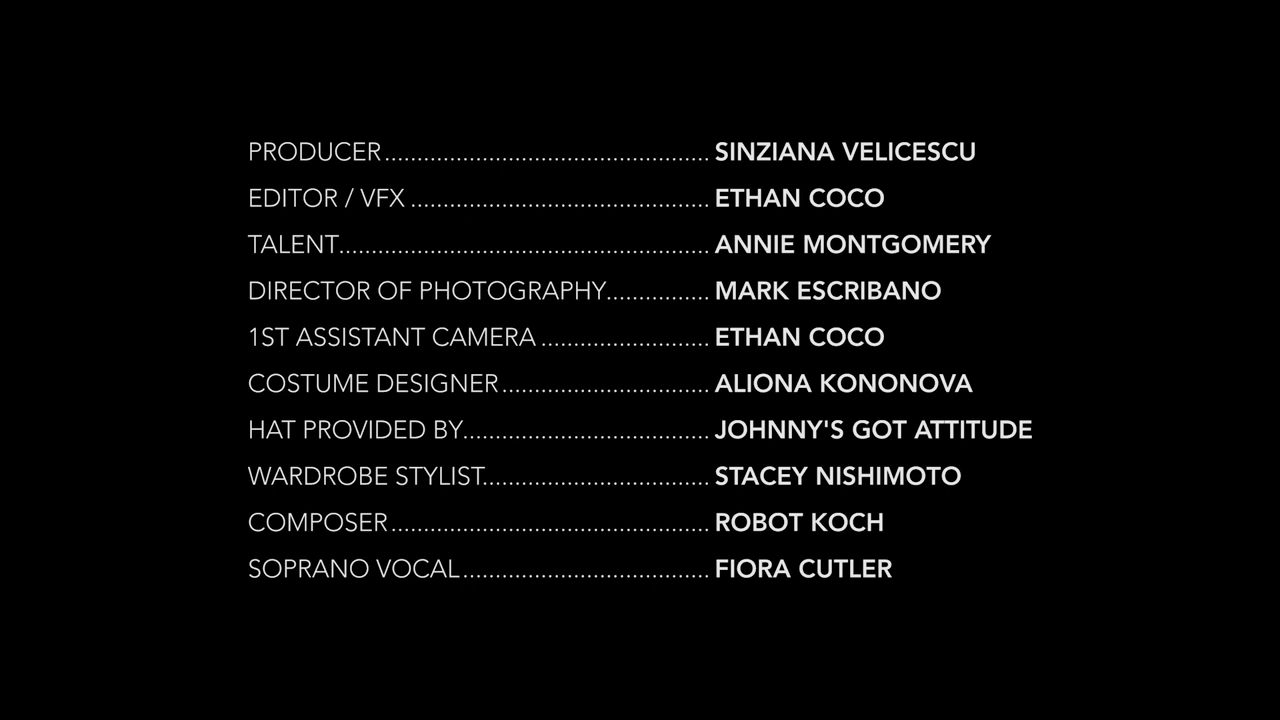 PRODUCER.................................................. SINZIANA VELICESCU
EDITOR / VFX .............................................. ETHAN COCO
TALENT......................................................... ANNIE MONTGOMERY
DIRECTOR OF PHOTOGRAPHY................ MARK ESCRIBANO
1ST ASSISTANT CAMERA .......................... ETHAN COCO
COSTUME DESIGNER................................ ALIONA KONONOVA
HAT PROVIDED BY...................................... JOHNNY'S GOT ATTITUDE
WARDROBE STYLIST................................... STACEY NISHIMOTO
COMPOSER................................................. ROBOT KOCH
SOPRANO VOCAL...................................... FIORA CUTLER